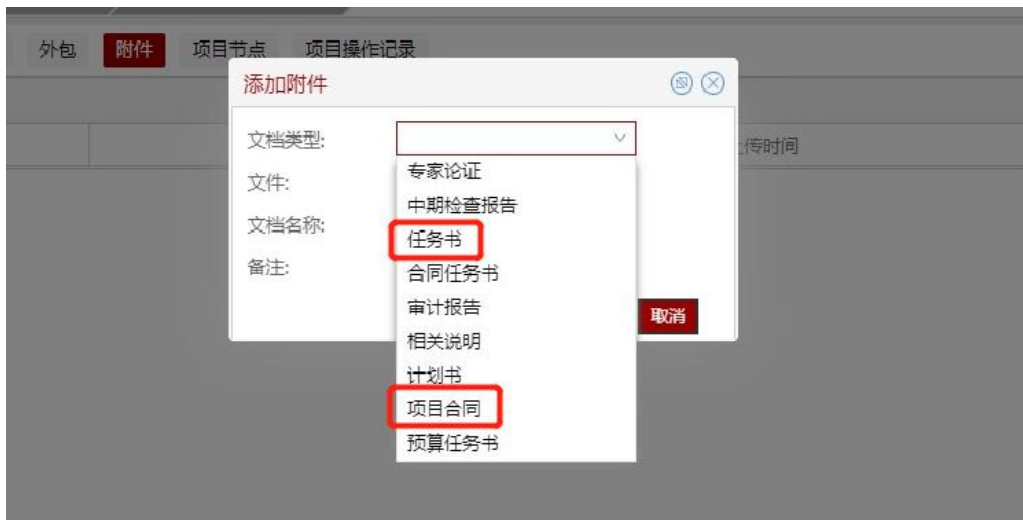 外包 附件 项目节点 项目操作记录
添加附件
文档类型:
上传时间
文件:
文档名称:
备注:
专家论证
中期检查报告
任务书
合同任务书
审计报告
相关说明
计划书
项目合同
预算任务书
取消